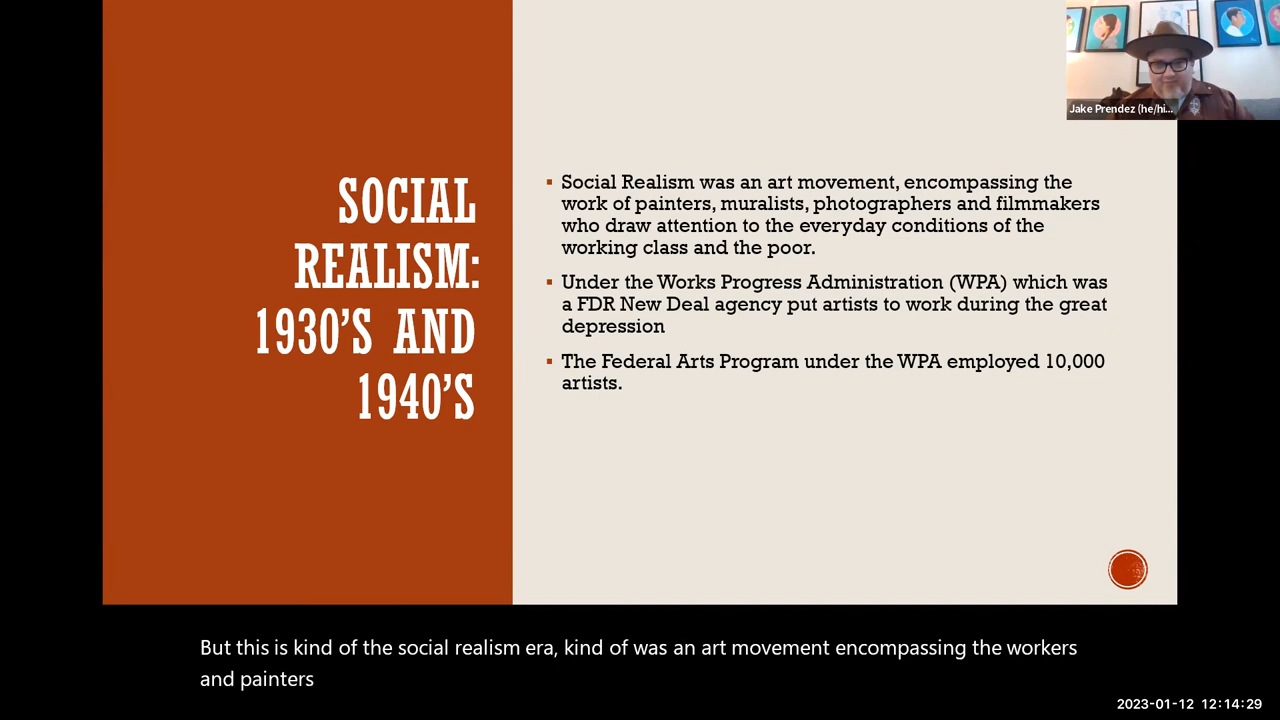 Jake Prendez (he/hi...
SOCIAL
REALISM:
1930'S AND
1940'S
▪ Social Realism was an art movement, encompassing the
work of painters, muralists, photographers and filmmakers
who draw attention to the everyday conditions of the
working class and the poor.
▪ Under the Works Progress Administration (WPA) which was
a FDR New Deal agency put artists to work during the great
depression
▪ The Federal Arts Program under the WPA employed 10,000
artists.
But this is kind of the social realism era, kind of was an art movement encompassing the workers
and painters
2023-01-12 12:14:29